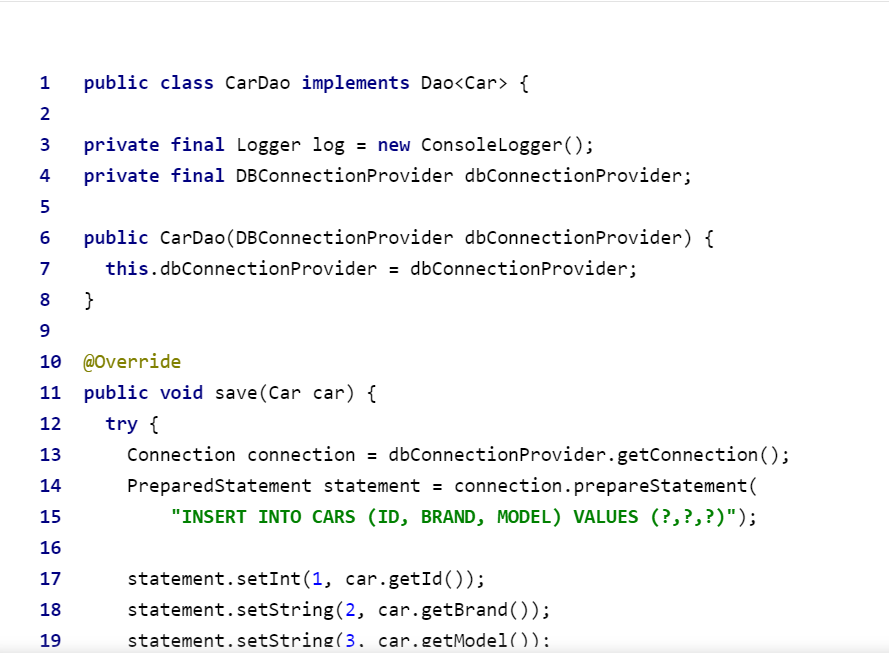 1 public class CarDao implements Dao<Car> {
2
3 private final Logger log = new ConsoleLogger();
4 private final DBConnectionProvider dbConnectionProvider;
5
6 public CarDao(DBConnectionProvider dbConnectionProvider) {
7   this.dbConnectionProvider = dbConnectionProvider;
8 }
9
10 @Override
11 public void save(Car car) {
12   try {
13     Connection connection = dbConnectionProvider.getConnection();
14     PreparedStatement statement = connection.prepareStatement(
15         "INSERT INTO CARS (ID, BRAND, MODEL) VALUES (?,?,?)");
16
17     statement.setInt(1, car.getId());
18     statement.setString(2, car.getBrand());
19     statement.setString(3, car.getModel());